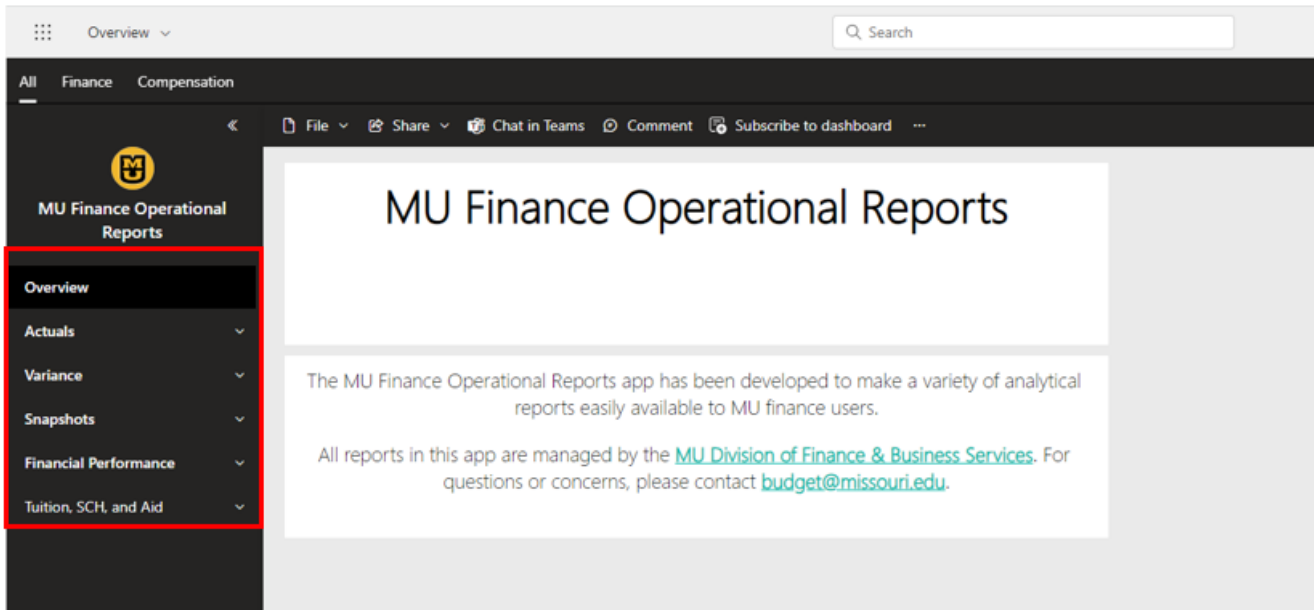 Overview
Search
All Finance Compensation
File Share Chat in Teams Comment Subscribe to dashboard ...
MU
MU Finance Operational
Reports
Overview
Actuals
Variance
Snapshots
Financial Performance
Tuition, SCH, and Aid
MU Finance Operational Reports
The MU Finance Operational Reports app has been developed to make a variety of analytical
reports easily available to MU finance users.
All reports in this app are managed by the MU Division of Finance & Business Services. For
questions or concerns, please contact budget@missouri.edu.